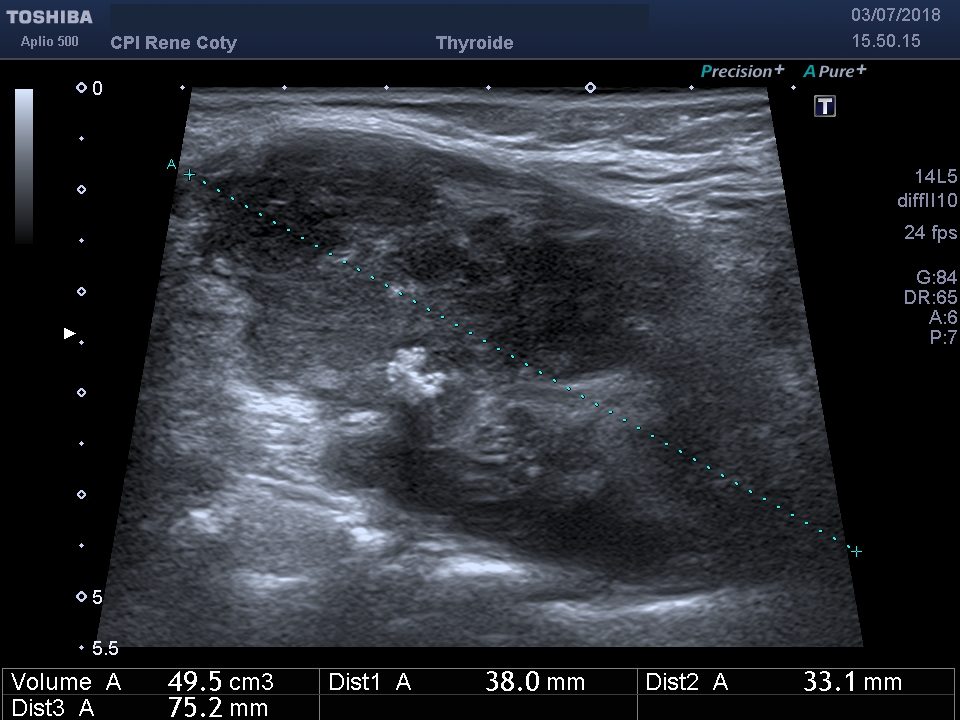 TOSHIBA
Aplio 500
CPI Rene Coty
Thyroide
03/07/2018
15.50.15
Precision+ APure+
T
0
A
14L5
diffII10
24 fps
G:84
DR:65
A:6
P:7
5
5.5
Volume A 49.5 cm3
Dist1 A 38.0 mm
Dist2 A 33.1 mm
Dist3 A 75.2 mm